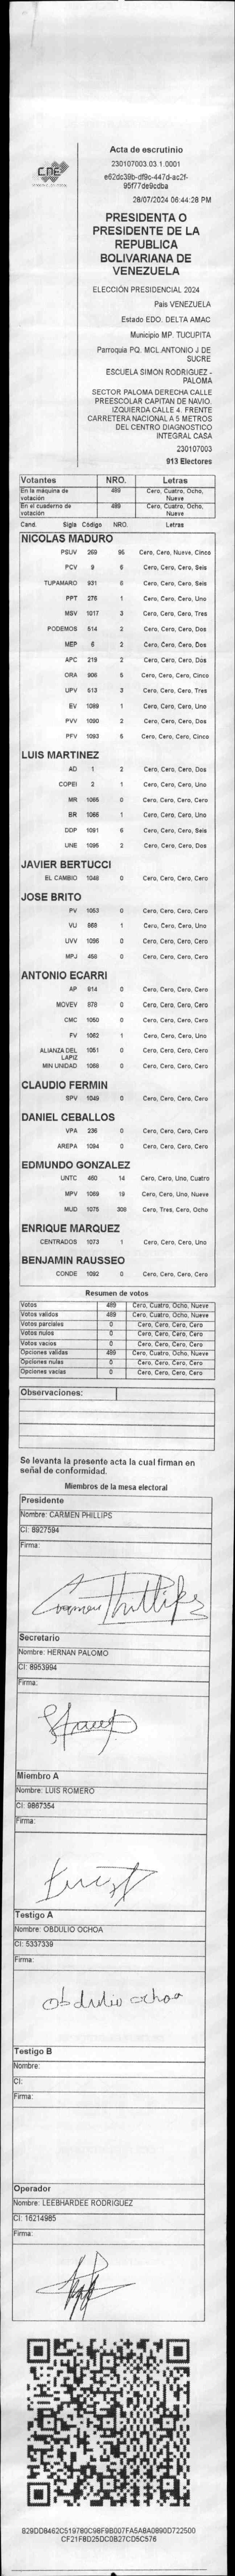 Acta de escrutinio
230107003.03.1.0001
e62dc39b-df9c-447d-ac2f-
95f77de9cdba
28/07/2024 06:44:28 PM
CNE
PRESIDENTA O
PRESIDENTE DE LA
REPUBLICA
BOLIVARIANA DE
VENEZUELA
ELECCIÓN PRESIDENCIAL 2024
Pais VENEZUELA
Estado EDO. DELTA AMAC
Municipio MP. TUCUPITA
Parroquia PQ. MCL.ANTONIO J DE
SUCRE
ESCUELA SIMON RODRIGUEZ -
PALOMA
SECTOR PALOMA DERECHA CALLE
PREESCOLAR CAPITAN DE NAVIO.
IZQUIERDA CALLE 4. FRENTE
CARRETERA NACIONAL A 5 METROS
DEL CENTRO DIAGNOSTICO
INTEGRAL CASA
230107003
913 Electores
Votantes NRO. Letras
En la máquina de votación 489 Cero, Cuatro, Ocho, Nueve
En el cuaderno de votación 489 Cero, Cuatro, Ocho, Nueve
Cand. Sigla Código NRO. Letras
NICOLAS MADURO
PSUV 269 95 Cero, Cero, Nueve, Cinco
PCV 9 6 Cero, Cero, Cero, Seis
TUPAMARO 931 6 Cero, Cero, Cero, Seis
PPT 276 1 Cero, Cero, Cero, Uno
MSV 1017 3 Cero, Cero, Cero, Tres
PODEMOS 514 2 Cero, Cero, Cero, Dos
MEP 6 2 Cero, Cero, Cero, Dos
APC 219 2 Cero, Cero, Cero, Dos
ORA 906 5 Cero, Cero, Cero, Cinco
UPV 513 3 Cero, Cero, Cero, Tres
EV 1089 1 Cero, Cero, Cero, Uno
PVV 1090 2 Cero, Cero, Cero, Dos
PFV 1093 5 Cero, Cero, Cero, Cinco
LUIS MARTINEZ
AD 1 2 Cero, Cero, Cero, Dos
COPEI 2 1 Cero, Cero, Cero, Uno
MR 1065 0 Cero, Cero, Cero, Cero
BR 1066 1 Cero, Cero, Cero, Uno
DDP 1091 6 Cero, Cero, Cero, Seis
UNE 1095 2 Cero, Cero, Cero, Dos
JAVIER BERTUCCI
EL CAMBIO 1048 0 Cero, Cero, Cero, Cero
JOSE BRITO
PV 1053 0 Cero, Cero, Cero, Cero
VU 868 1 Cero, Cero, Cero, Uno
UVV 1096 0 Cero, Cero, Cero, Cero
MPJ 458 0 Cero, Cero, Cero, Cero
ANTONIO ECARRI
AP 914 0 Cero, Cero, Cero, Cero
MOVEV 878 0 Cero, Cero, Cero, Cero
CMC 1050 0 Cero, Cero, Cero, Cero
FV 1062 1 Cero, Cero, Cero, Uno
ALIANZA DEL LAPIZ 1051 0 Cero, Cero, Cero, Cero
MIN UNIDAD 1068 0 Cero, Cero, Cero, Cero
CLAUDIO FERMIN
SPV 1049 0 Cero, Cero, Cero, Cero
DANIEL CEBALLOS
VPA 236 0 Cero, Cero, Cero, Cero
AREPA 1094 0 Cero, Cero, Cero, Cero
EDMUNDO GONZALEZ
UNTC 460 14 Cero, Cero, Uno, Cuatro
MPV 1069 19 Cero, Cero, Uno, Nueve
MUD 1075 308 Cero, Tres, Cero, Ocho
ENRIQUE MARQUEZ
CENTRADOS 1073 1 Cero, Cero, Cero, Uno
BENJAMIN RAUSSEO
CONDE 1092 0 Cero, Cero, Cero, Cero
Resumen de votos
Votos 489 Cero, Cuatro, Ocho, Nueve
Votos validos 489 Cero, Cuatro, Ocho, Nueve
Votos parciales 0 Cero, Cero, Cero, Cero
Votos nulos 0 Cero, Cero, Cero, Cero
Votos vacios 0 Cero, Cero, Cero, Cero
Opciones validas 489 Cero, Cuatro, Ocho, Nueve
Opciones nulas 0 Cero, Cero, Cero, Cero
Opciones vacias 0 Cero, Cero, Cero, Cero
Observaciones:
Se levanta la presente acta la cual firman en
señal de conformidad.
Miembros de la mesa electoral
Presidente
Nombre: CARMEN PHILLIPS
CI: 8927594
Firma:
Carmen Phillips
Secretario
Nombre: HERNAN PALOMO
CI: 8953994
Firma:
Miembro A
Nombre: LUIS ROMERO
CI: 9867354
Firma:
Testigo A
Nombre: OBDULIO OCHOA
CI: 5337339
Firma:
obdulio ochoa
Testigo B
Nombre:
CI:
Firma:
Operador
Nombre: LEEBHARDEE RODRIGUEZ
CI: 16214985
Firma:
829DDB462C519780C98F9B007FA5A8A0890D722500
CF21F8D25DC0B27CD5C576